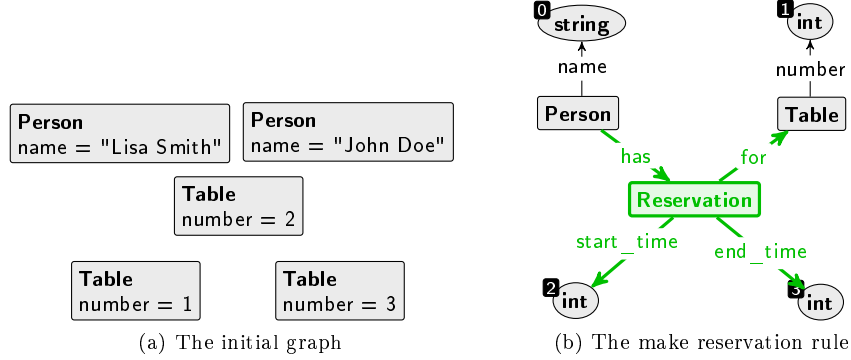 Person
name = "Lisa Smith"
Person
name = "John Doe"
Table
number = 2
Table
number = 1
Table
number = 3
(a) The initial graph
0
string
1
int
name
number
Person
Table
has
for
Reservation
start_time
end_time
2
int
3
int
(b) The make reservation rule